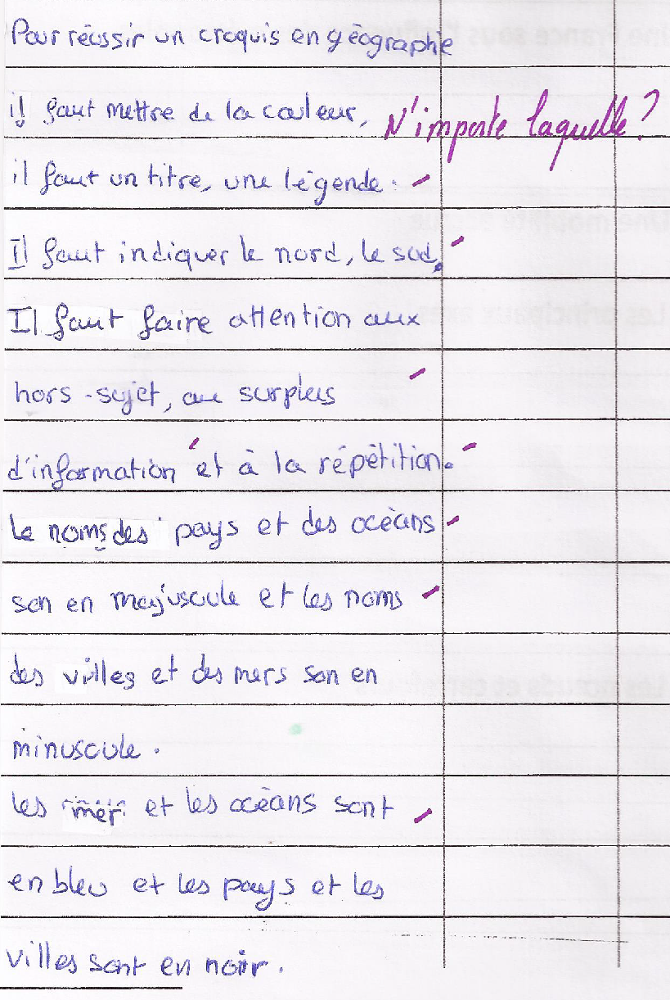 Pour réussir un croquis en géographe
il faut mettre de la couleur, N'importe laquelle ?
il faut un titre, une légende.
Il faut indiquer le nord, le sud.
Il faut faire attention aux
hors-sujet, au surplus
d'information et à la répétition.
Le noms des pays et des océans
son en majuscule et les noms
des villes et des mers son en
minuscule.
les mer et les océans sont
en bleu et les pays et les
villes sont en noir.